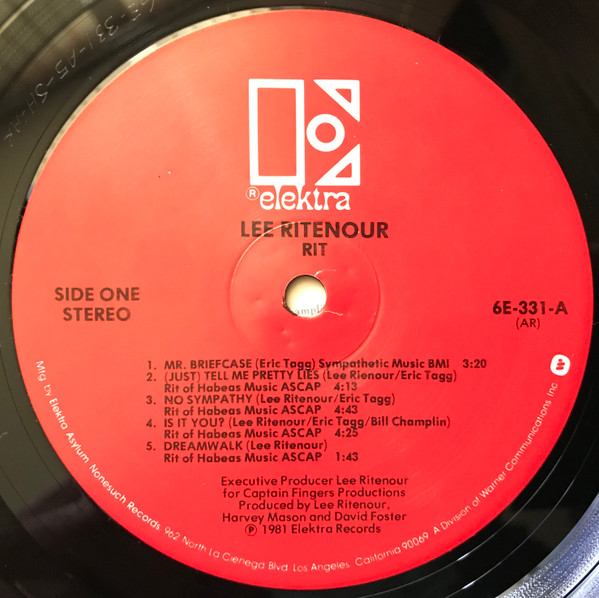 ® elektra
LEE RITENOUR
RIT
SIDE ONE
STEREO
6E-331-A
(AR)
1. MR. BRIEFCASE (Eric Tagg) Sympathetic Music BMI 3:20
2. (JUST) TELL ME PRETTY LIES (Lee Rienour/Eric Tagg)
Rit of Habeas Music ASCAP 4:13
3. NO SYMPATHY (Lee Ritenour/Eric Tagg)
Rit of Habeas Music ASCAP 4:43
4. IS IT YOU? (Lee Ritenour/Eric Tagg/Bill Champlin)
Rit of Habeas Music ASCAP 4:25
5. DREAMWALK (Lee Ritenour)
Rit of Habeas Music ASCAP 1:43
Executive Producer Lee Ritenour
for Captain Fingers Productions
Produced by Lee Ritenour,
Harvey Mason and David Foster
℗ 1981 Elektra Records
Mfg by Elektra Asylum Nonesuch Records 962 North La Cienega Blvd Los Angeles California 90069 A Division of Warner Communications Inc